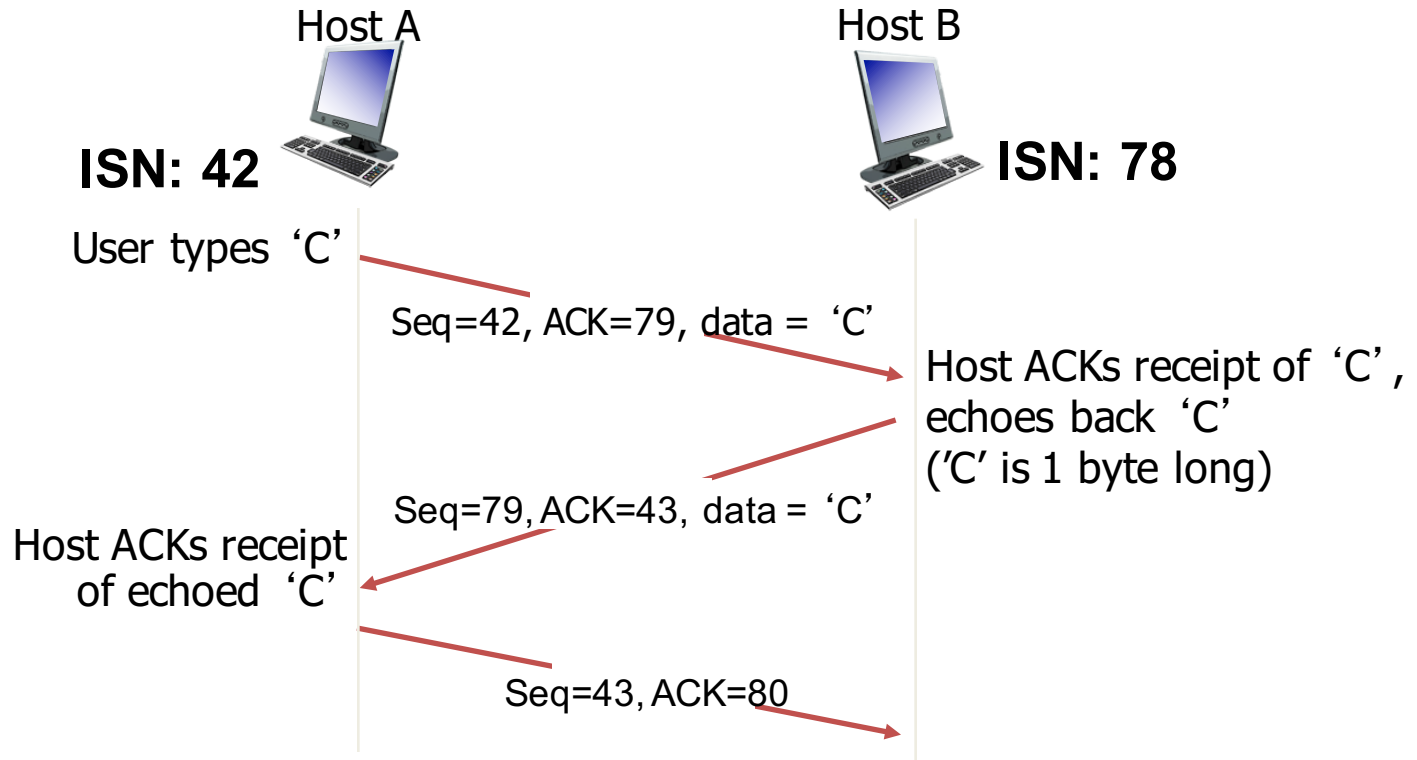 Host A
Host B
ISN: 42
ISN: 78
User types ‘C’
Seq=42, ACK=79, data = ‘C’
Host ACKs receipt of ‘C’,
echoes back ‘C’
(’C’ is 1 byte long)
Seq=79, ACK=43, data = ‘C’
Host ACKs receipt
of echoed ‘C’
Seq=43, ACK=80